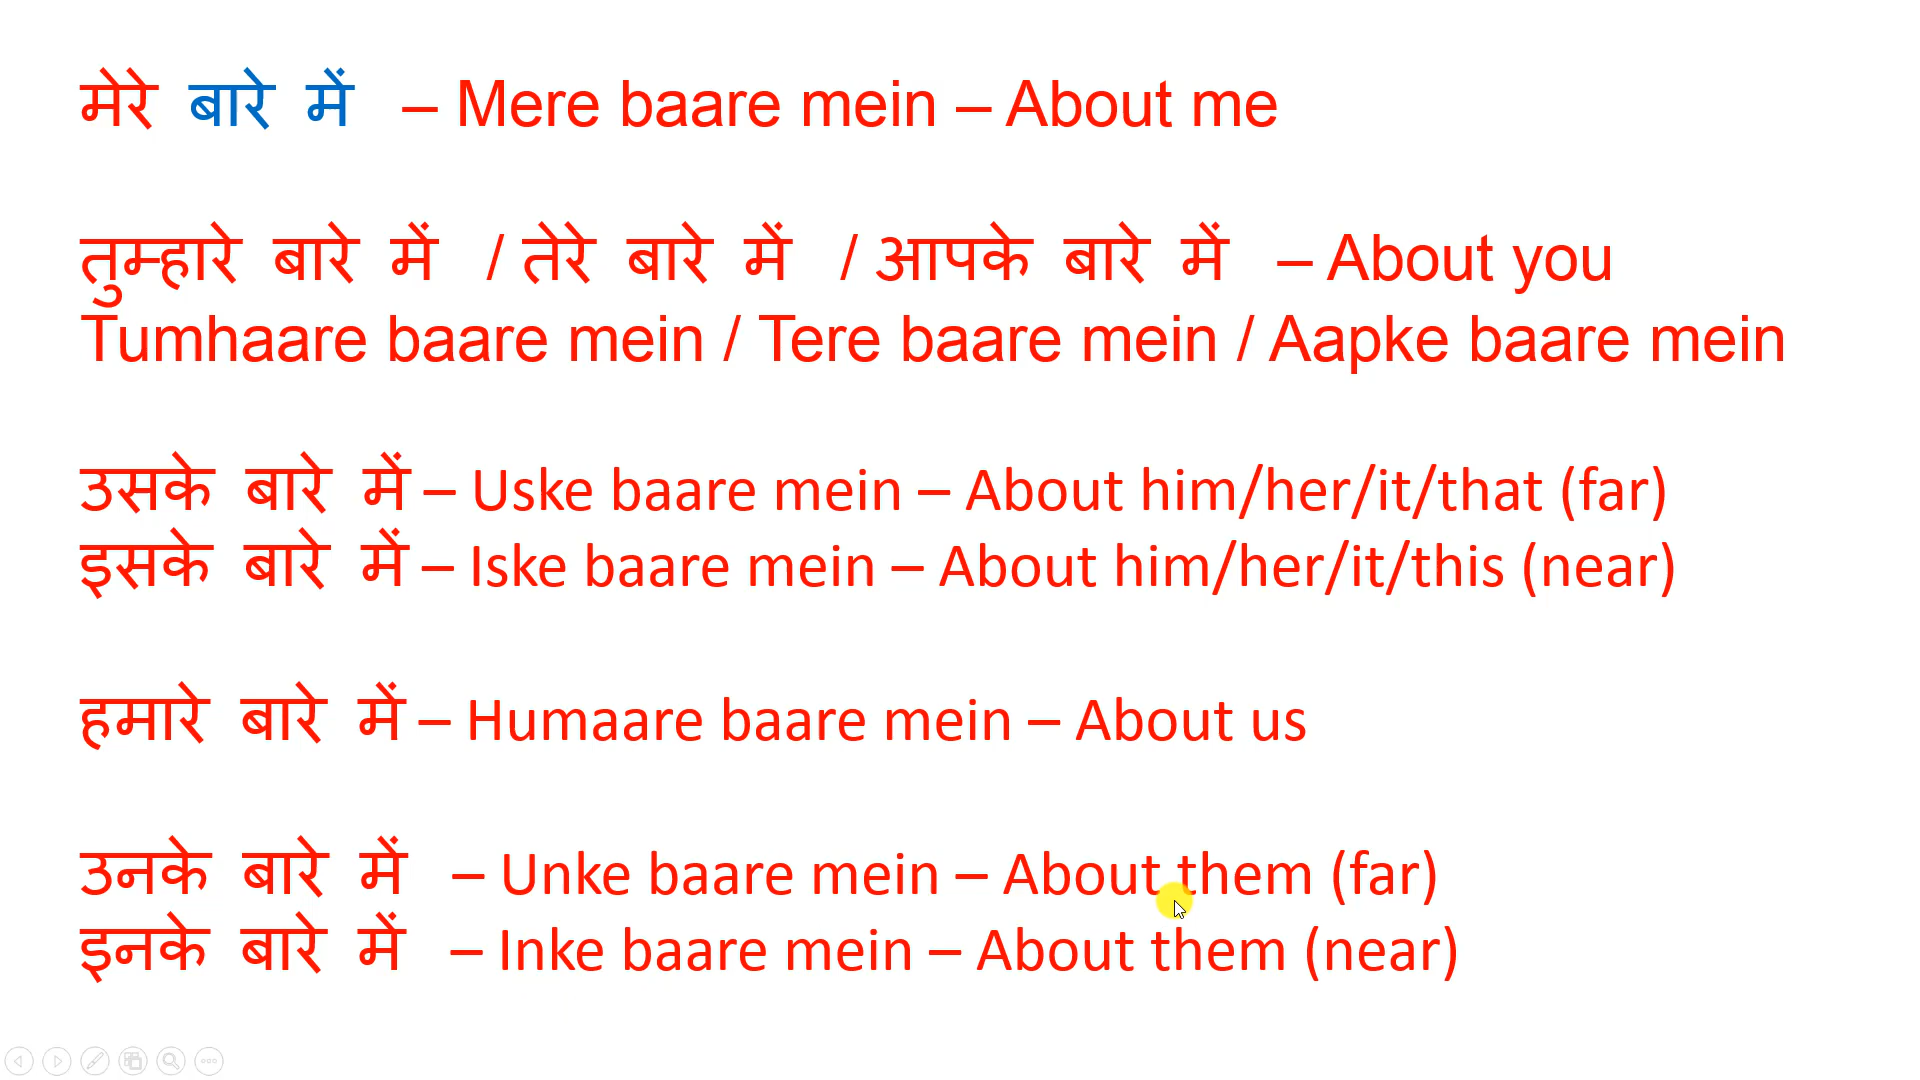 मेरे बारे में – Mere baare mein – About me
तुम्हारे बारे में / तेरे बारे में / आपके बारे में – About you
Tumhaare baare mein / Tere baare mein / Aapke baare mein
उसके बारे में – Uske baare mein – About him/her/it/that (far)
इसके बारे में – Iske baare mein – About him/her/it/this (near)
हमारे बारे में – Humaare baare mein – About us
उनके बारे में – Unke baare mein – About them (far)
इनके बारे में – Inke baare mein – About them (near)